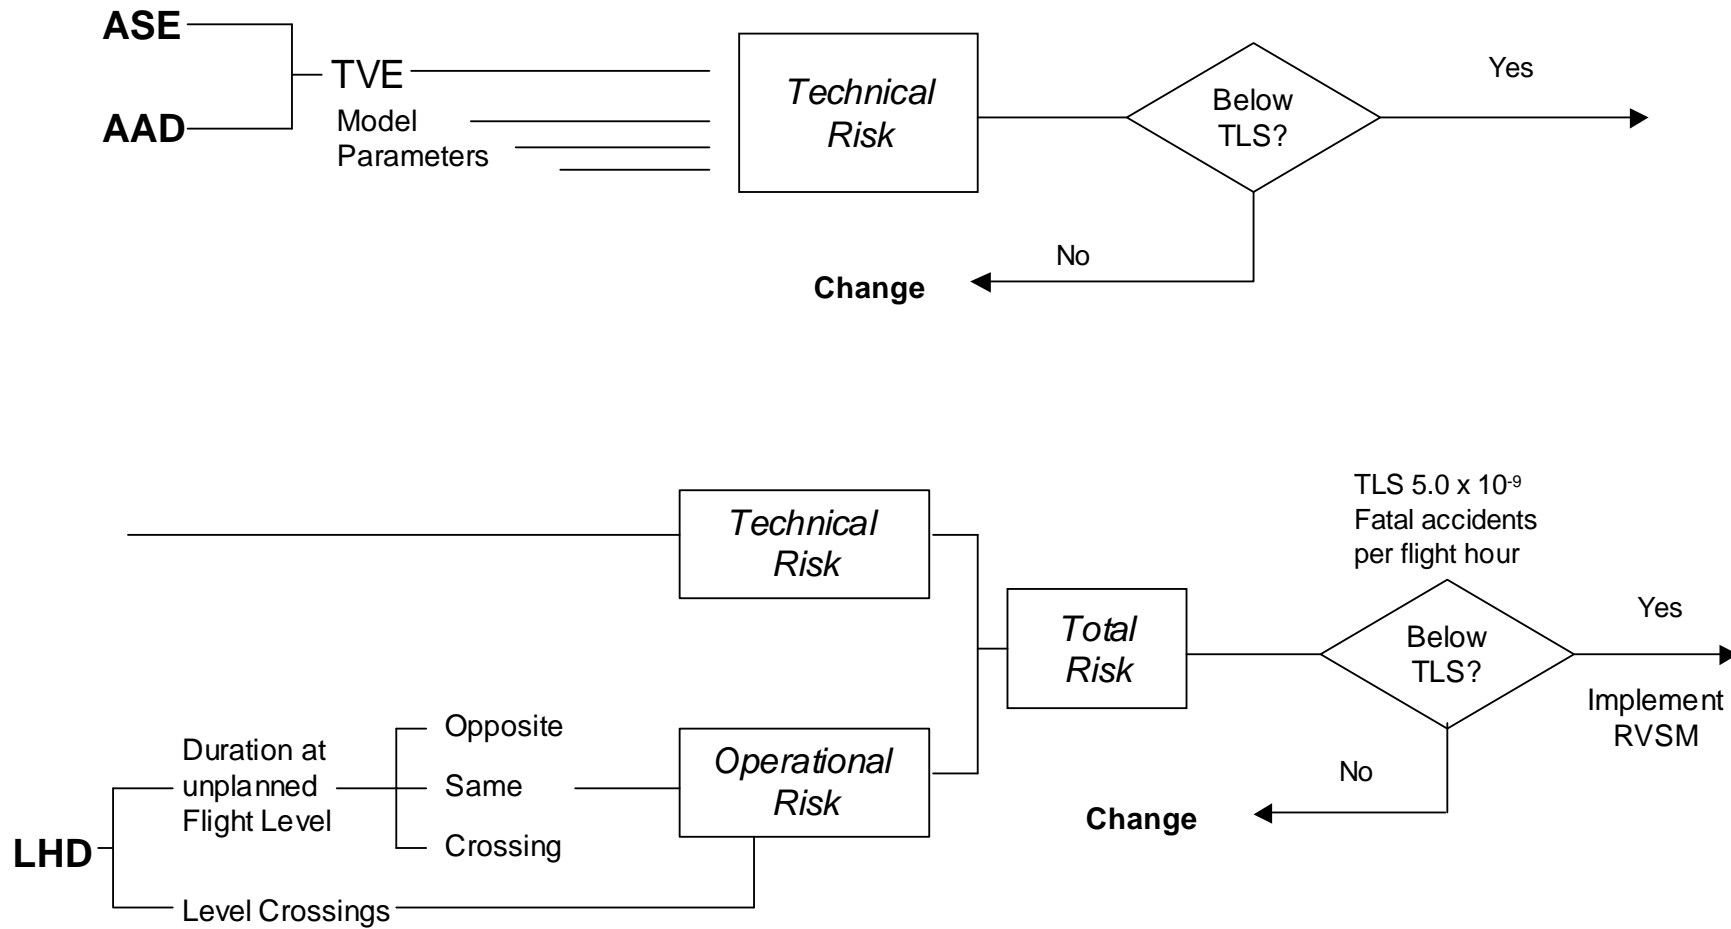 ASE
TVE
AAD
Model
Parameters
Technical
Risk
Below
TLS?
Yes
No
Change
TLS 5.0 x 10⁻⁹
Fatal accidents
per flight hour
Technical
Risk
Total
Risk
Below
TLS?
Yes
Implement
RVSM
No
Change
Operational
Risk
Opposite
Same
Crossing
Duration at
unplanned
Flight Level
LHD
Level Crossings